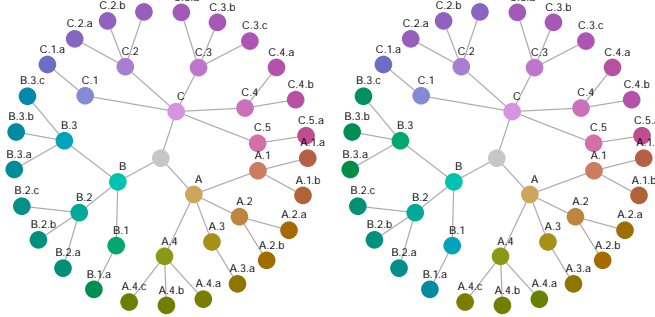 C.2.b
C.3.b
C.2.a
C.3.c
C.1.a
C.2
C.3
C.4.a
B.3.c
C.1
C
C.4
C.4.b
B.3.b
B.3
C.5
C.5.a
A.1.a
B.3.a
B
A.1
A.1.b
B.2.c
B.2
A
A.2
A.2.a
B.2.b
B.1
A.4
A.3
A.2.b
B.2.a
B.1.a
A.3.a
A.4.c
A.4.b
A.4.a
C.2.b
C.3.b
C.2.a
C.3.c
C.1.a
C.2
C.3
C.4.a
B.3.c
C.1
C
C.4
C.4.b
B.3.b
B.3
C.5
B.3.a
B
A.1
A.1.b
B.2.c
B.2
A
A.2
A.2.a
B.2.b
B.1
A.4
A.3
A.2.b
B.2.a
B.1.a
A.3.a
A.4.c
A.4.b
A.4.a